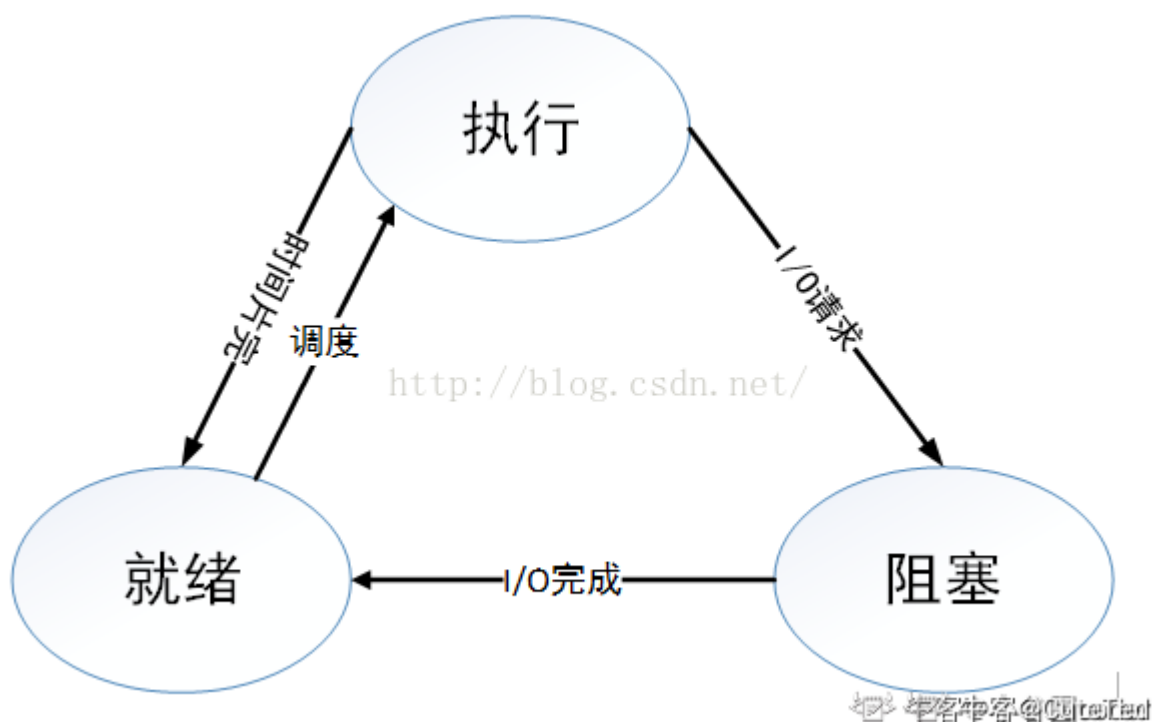 执行
时间片完
I/O请求
调度
http://blog.csdn.net/
就绪
I/O完成
阻塞